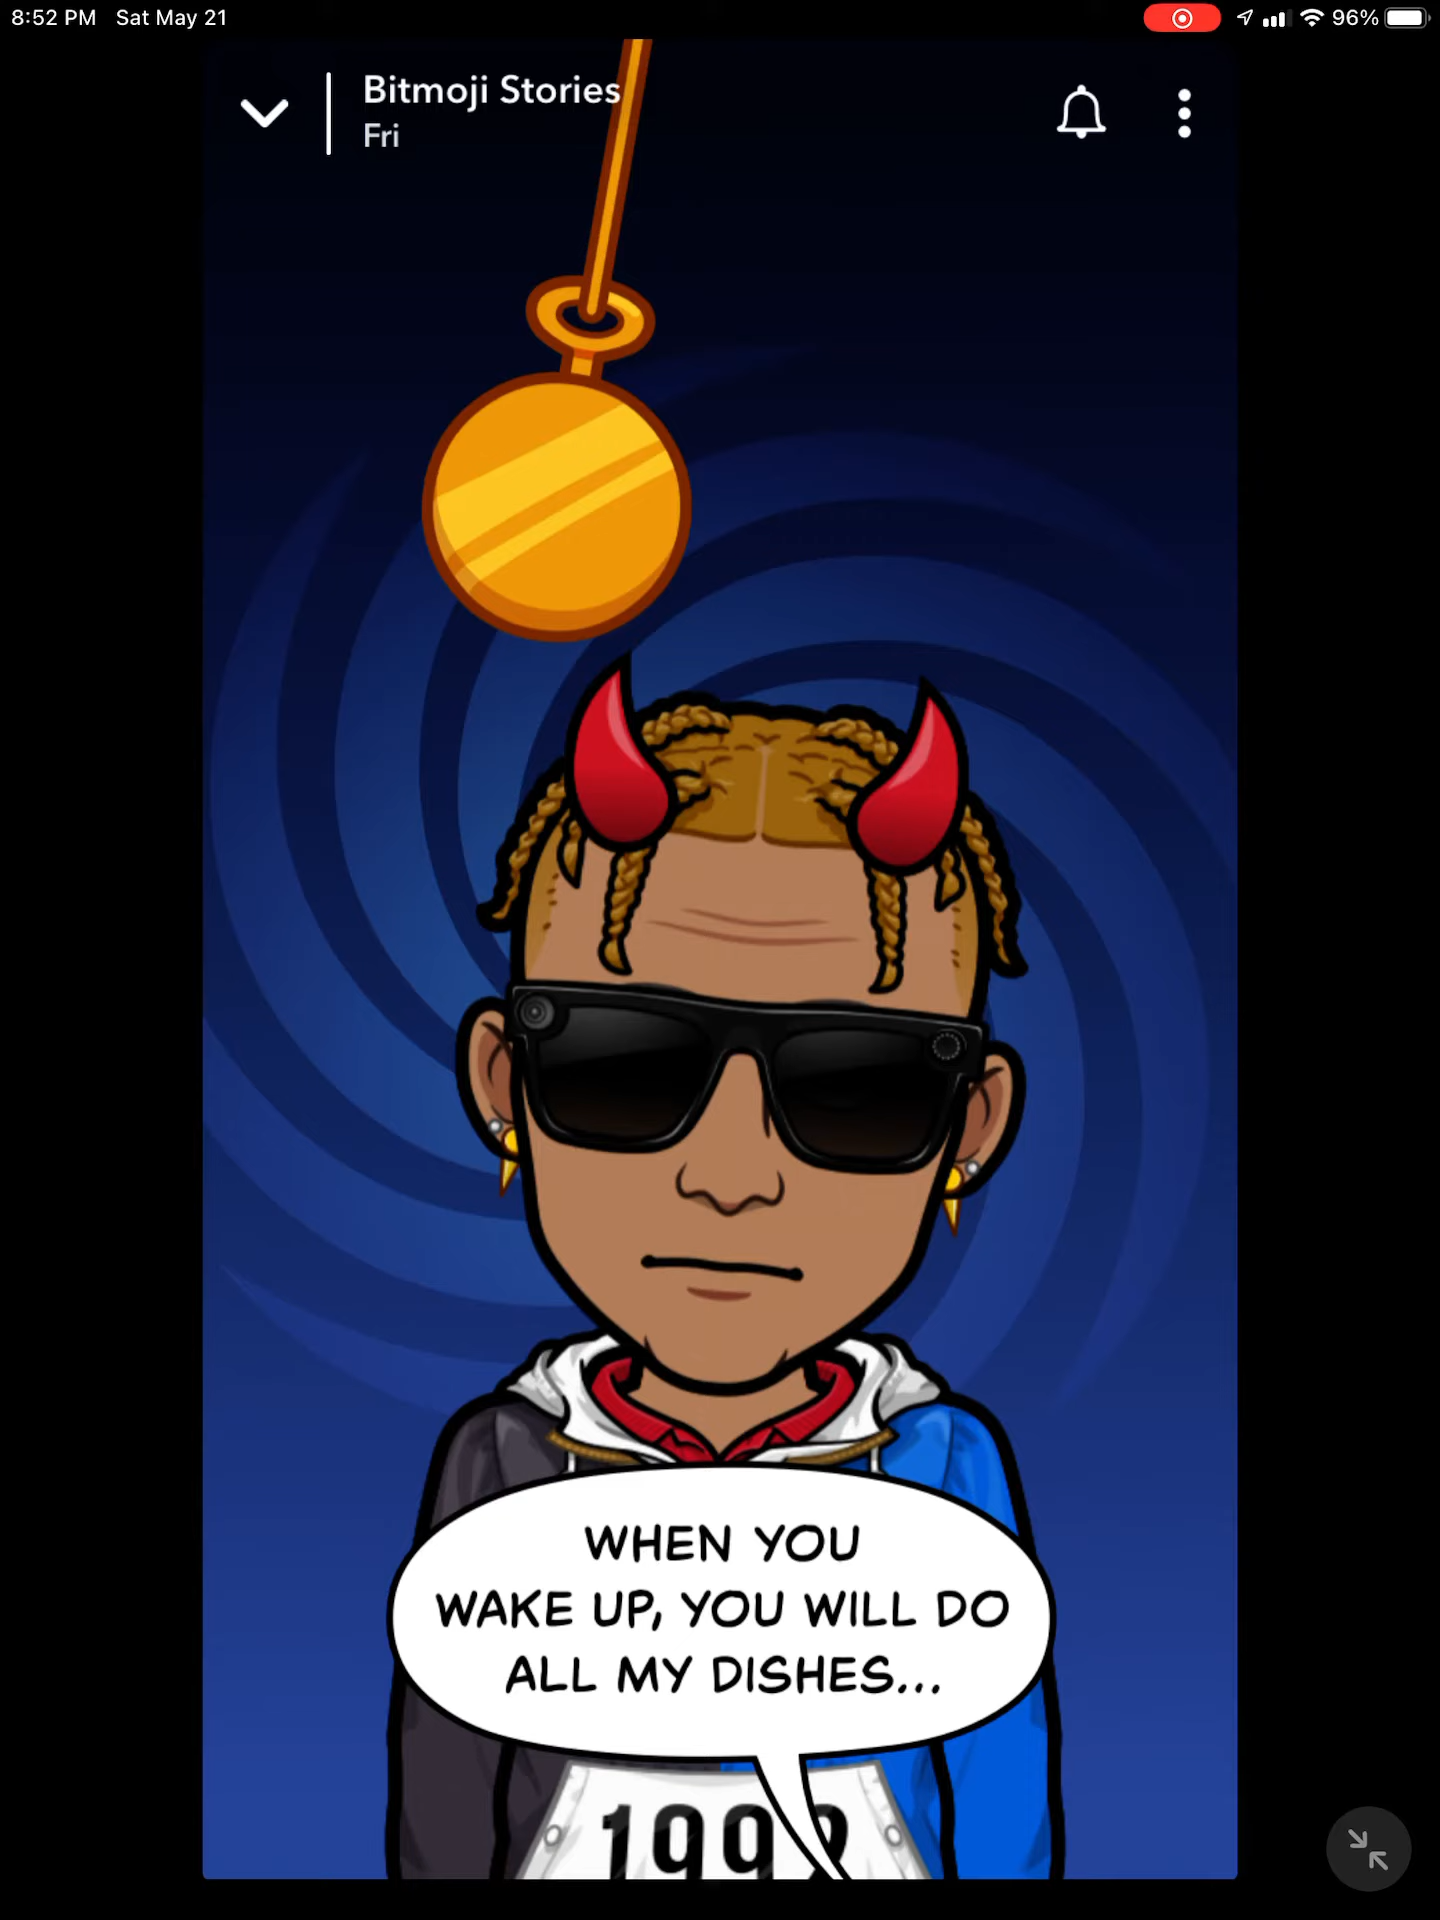 8:52 PM Sat May 21
96%
Bitmoji Stories
Fri
WHEN YOU
WAKE UP, YOU WILL DO
ALL MY DISHES...